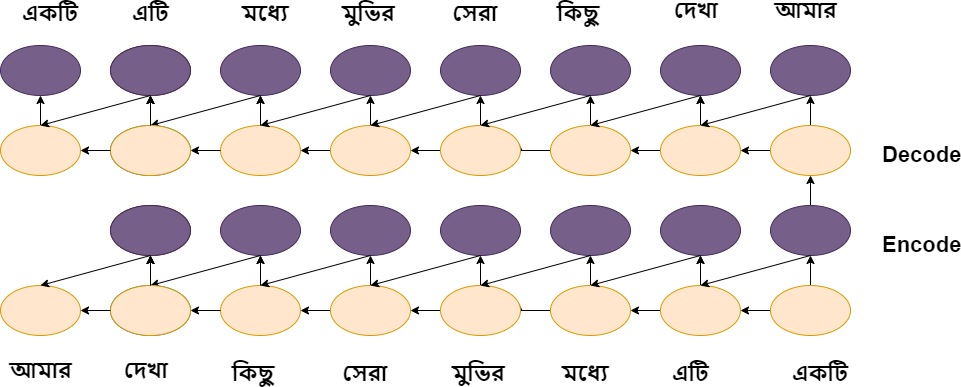 একটি এটি মধ্যে মুভির সেরা কিছু দেখা আমার
Decode
Encode
আমার দেখা কিছু সেরা মুভির মধ্যে এটি একটি